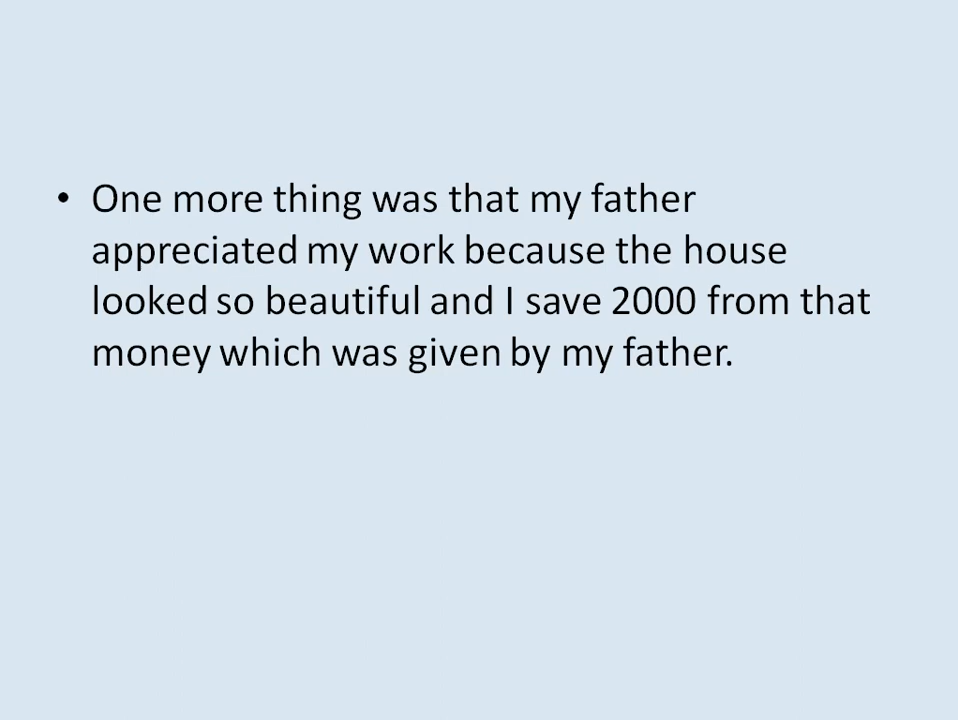 • One more thing was that my father
appreciated my work because the house
looked so beautiful and I save 2000 from that
money which was given by my father.